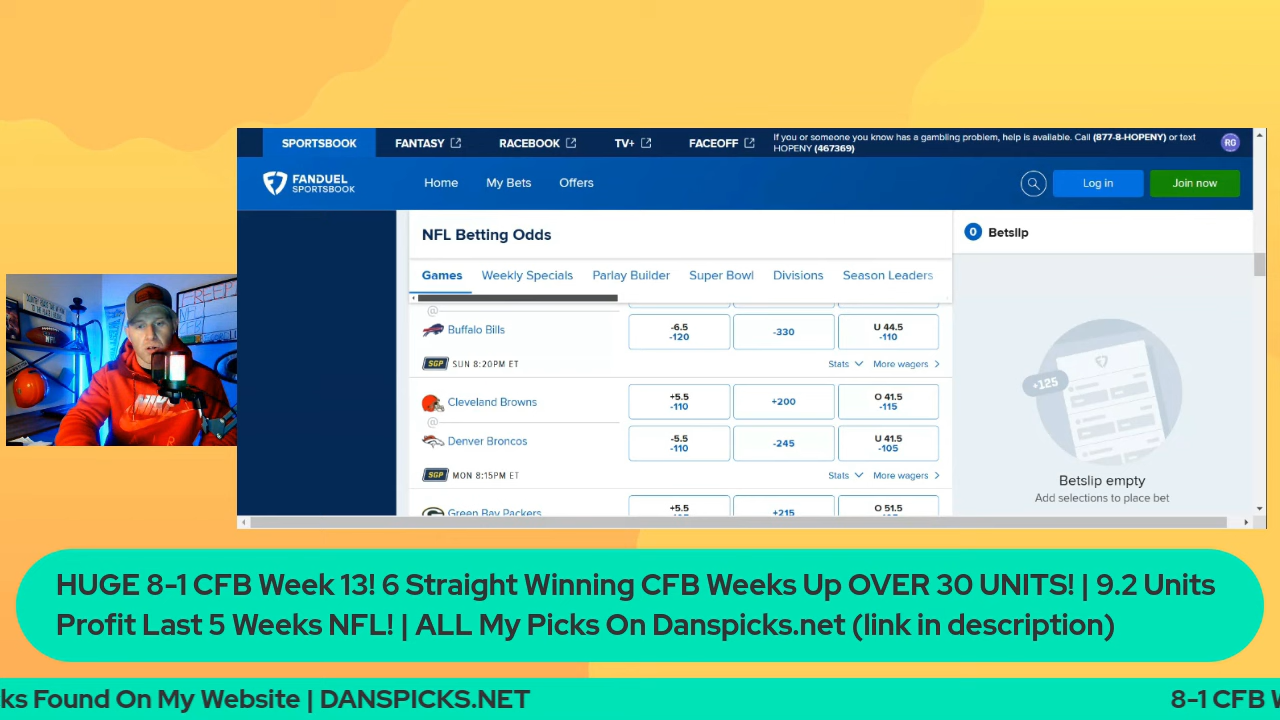 SPORTSBOOK
FANTASY
RACEBOOK
TV+
FACEOFF
If you or someone you know has a gambling problem, help is available. Call (877-8-HOPENY) or text
HOPENY (467369)
RG
FANDUEL
SPORTSBOOK
Home
My Bets
Offers
Log in
Join now
NFL Betting Odds
0 Betslip
Games
Weekly Specials
Parlay Builder
Super Bowl
Divisions
Season Leaders
@
Buffalo Bills
-6.5
-120
-330
U 44.5
-110
SGP SUN 8:20PM ET
Stats
More wagers
Cleveland Browns
+5.5
-110
+200
O 41.5
-115
@
Denver Broncos
-5.5
-110
-245
U 41.5
-105
SGP MON 8:15PM ET
Stats
More wagers
Green Bay Packers
+5.5
+215
O 51.5
+125
Betslip empty
Add selections to place bet
NFL
NIKE
HUGE 8-1 CFB Week 13! 6 Straight Winning CFB Weeks Up OVER 30 UNITS! | 9.2 Units
Profit Last 5 Weeks NFL! | ALL My Picks On Danspicks.net (link in description)
ks Found On My Website | DANSPICKS.NET
8-1 CFB W